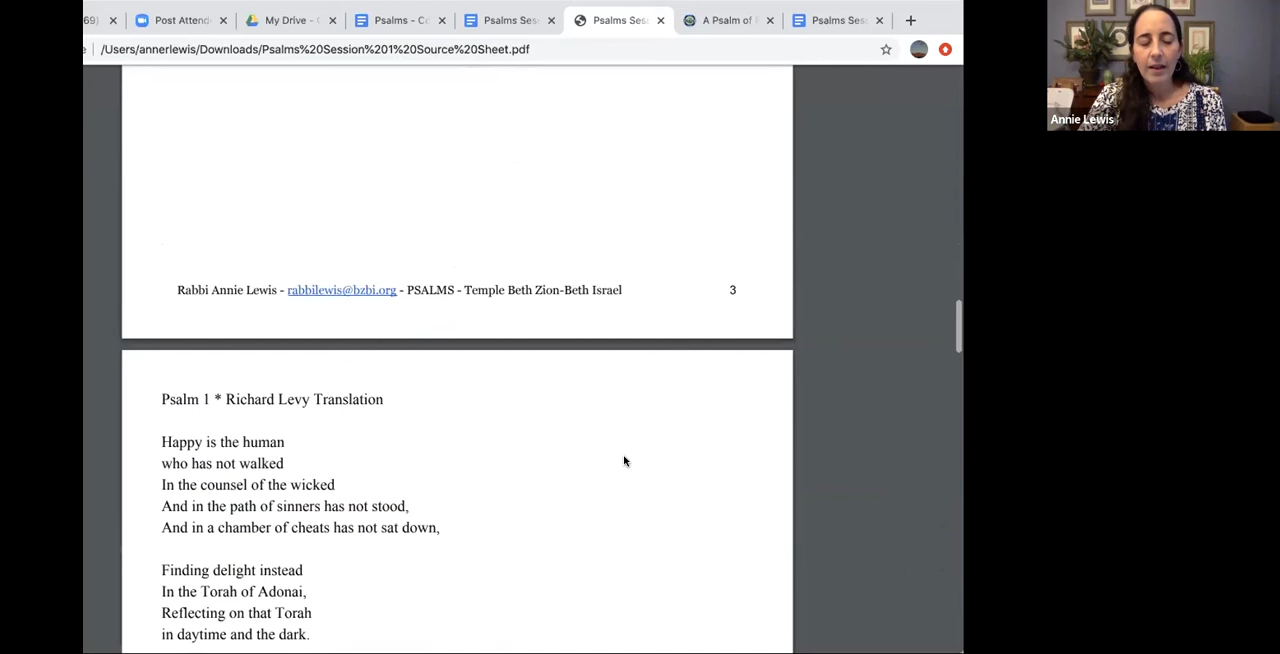 69)
Post Attend
My Drive -
Psalms - Co
Psalms Ses
Psalms Ses
A Psalm of
Psalms Ses
/Users/annerlewis/Downloads/Psalms%20Session%201%20Source%20Sheet.pdf
Annie Lewis
Rabbi Annie Lewis - rabbilewis@bzbi.org - PSALMS - Temple Beth Zion-Beth Israel 3
Psalm 1 * Richard Levy Translation
Happy is the human
who has not walked
In the counsel of the wicked
And in the path of sinners has not stood,
And in a chamber of cheats has not sat down,
Finding delight instead
In the Torah of Adonai,
Reflecting on that Torah
in daytime and the dark.